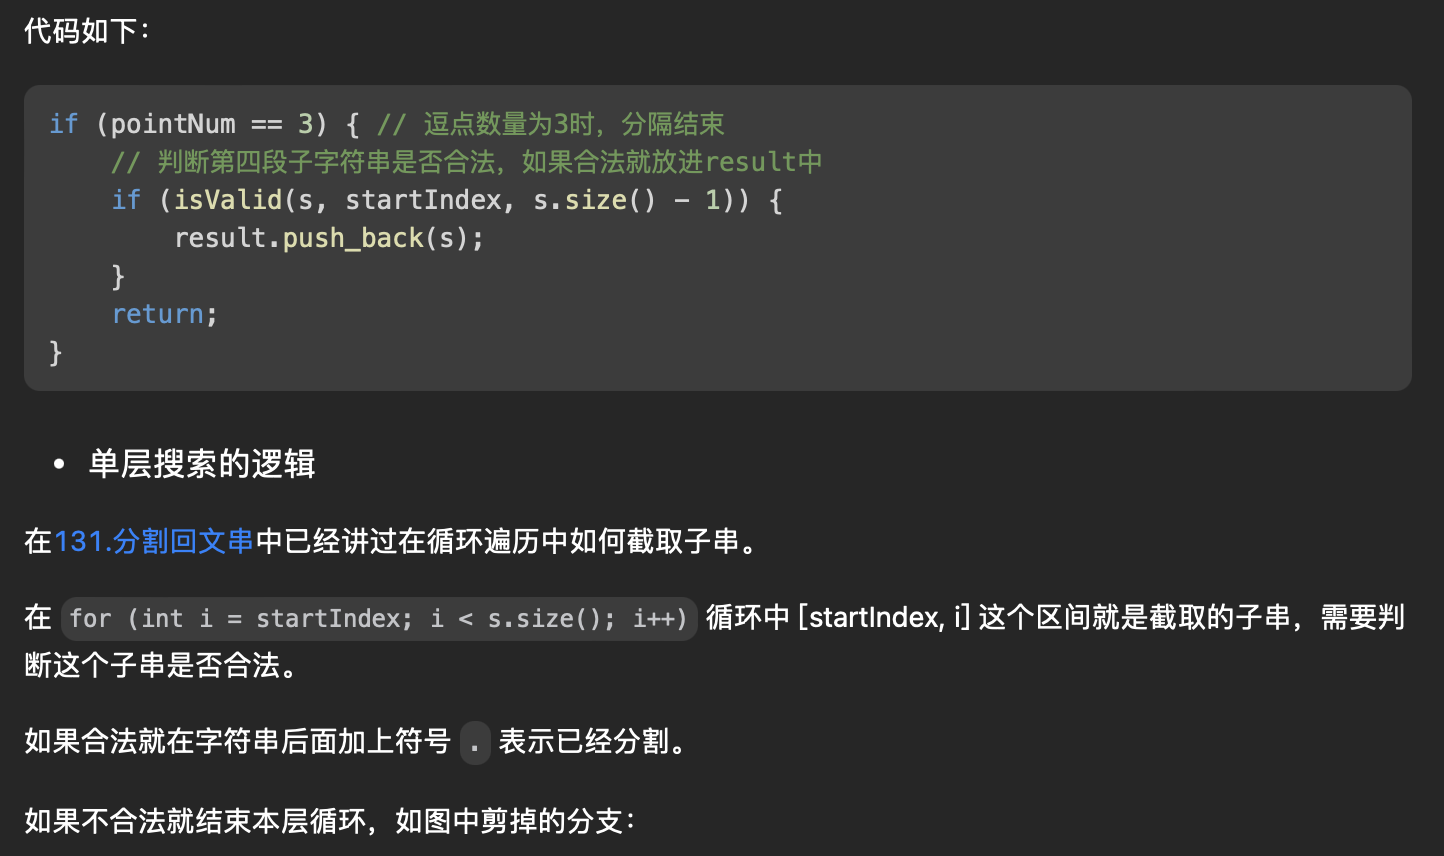 代码如下：
if (pointNum == 3) { // 逗点数量为3时，分隔结束
    // 判断第四段子字符串是否合法，如果合法就放进result中
    if (isValid(s, startIndex, s.size() - 1)) {
        result.push_back(s);
    }
    return;
}
• 单层搜索的逻辑
在131.分割回文串中已经讲过在循环遍历中如何截取子串。
在 for (int i = startIndex; i < s.size(); i++) 循环中 [startIndex, i] 这个区间就是截取的子串，需要判
断这个子串是否合法。
如果合法就在字符串后面加上符号 . 表示已经分割。
如果不合法就结束本层循环，如图中剪掉的分支：